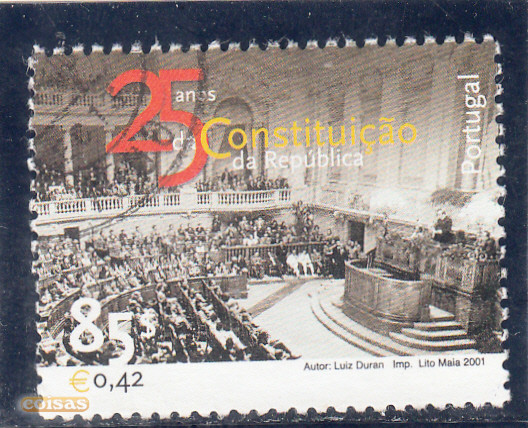 25 anos
da Constituição
da República
Portugal
85$
Autor: Luiz Duran Imp. Lito Maia 2001
€0,42
coisas